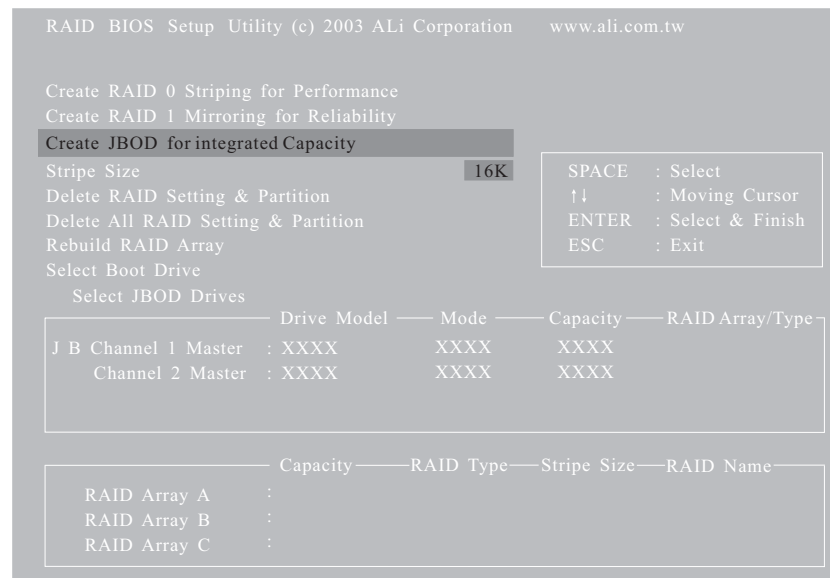 RAID BIOS Setup Utility (c) 2003 ALi Corporation www.ali.com.tw
Create RAID 0 Striping for Performance
Create RAID 1 Mirroring for Reliability
Create JBOD for integrated Capacity
Stripe Size 16K
Delete RAID Setting & Partition
Delete All RAID Setting & Partition
Rebuild RAID Array
Select Boot Drive
Select JBOD Drives
SPACE : Select
↑↓ : Moving Cursor
ENTER : Select & Finish
ESC : Exit
Drive Model Mode Capacity RAID Array/Type
J B Channel 1 Master : XXXX XXXX XXXX
Channel 2 Master : XXXX XXXX XXXX
Capacity RAID Type Stripe Size RAID Name
RAID Array A :
RAID Array B :
RAID Array C :